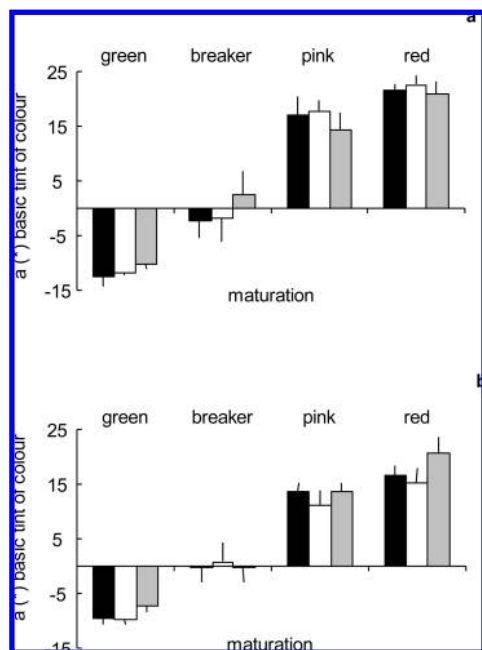 a
green breaker pink red
25
15
5
-5
-15
a (*) basic tint of colour
maturation
b
green breaker pink red
25
15
5
-5
-15
a (*) basic tint of colour
maturation